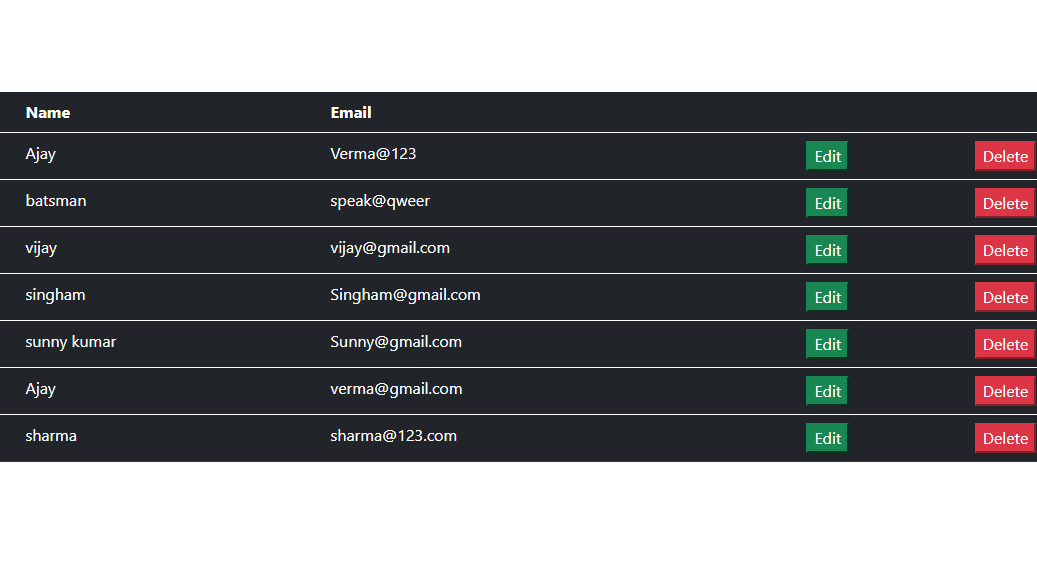 Name Email
Ajay Verma@123 Edit Delete
batsman speak@qweer Edit Delete
vijay vijay@gmail.com Edit Delete
singham Singham@gmail.com Edit Delete
sunny kumar Sunny@gmail.com Edit Delete
Ajay verma@gmail.com Edit Delete
sharma sharma@123.com Edit Delete